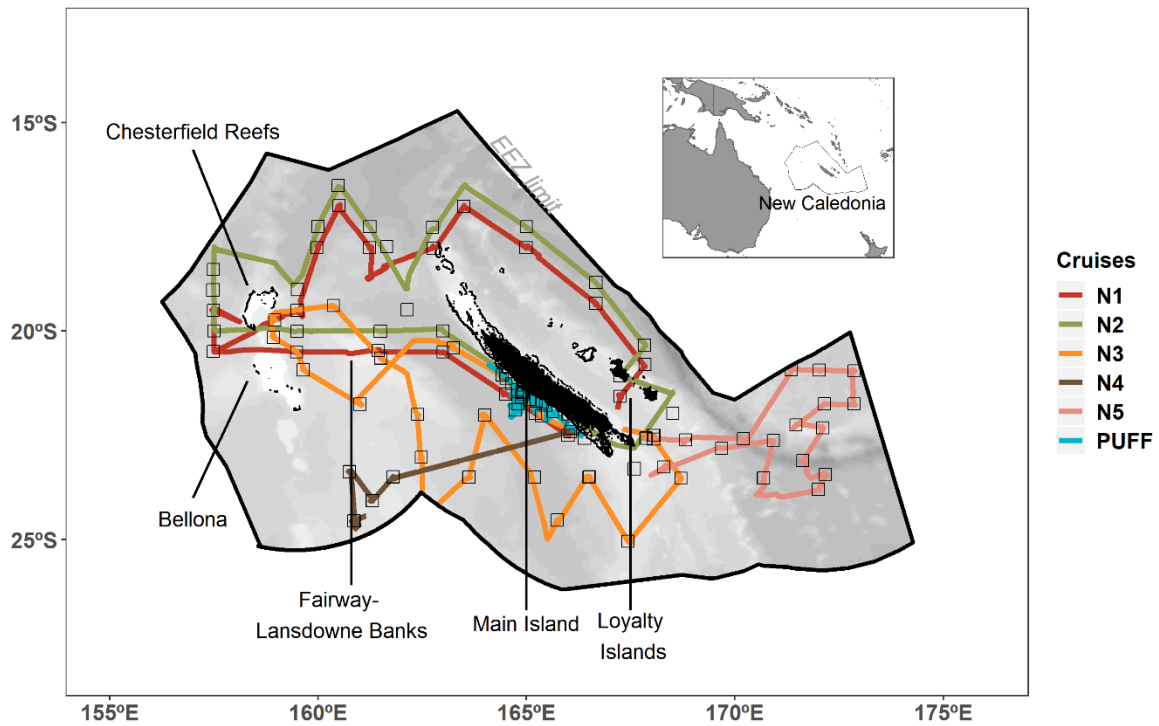 15ºS
20ºS
25ºS
155ºE
160ºE
165ºE
170ºE
175ºE
Chesterfield Reefs
EEZ limit
New Caledonia
Bellona
Fairway-
Lansdowne Banks
Main Island
Loyalty
Islands
Cruises
N1
N2
N3
N4
N5
PUFF